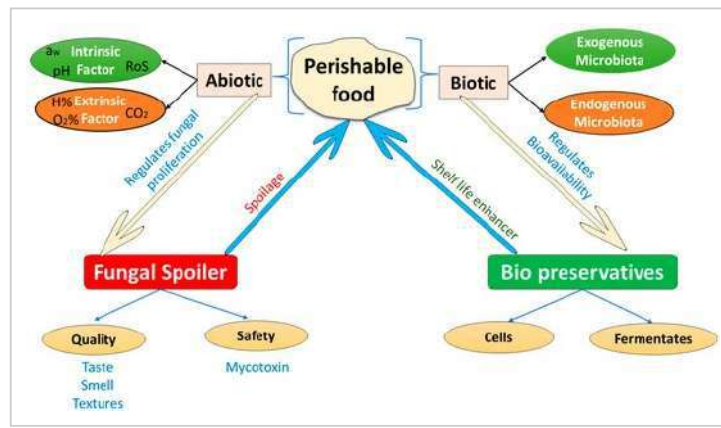 aw Intrinsic
pH Factor RoS
H% Extrinsic
O2% Factor CO2
Abiotic
Perishable
food
Biotic
Exogenous
Microbiota
Endogenous
Microbiota
Regulates fungal
proliferation
Spoilage
Shelf life enhancer
Regulates
Bioavailability
Fungal Spoiler
Bio preservatives
Quality
Safety
Cells
Fermentates
Taste
Smell
Textures
Mycotoxin